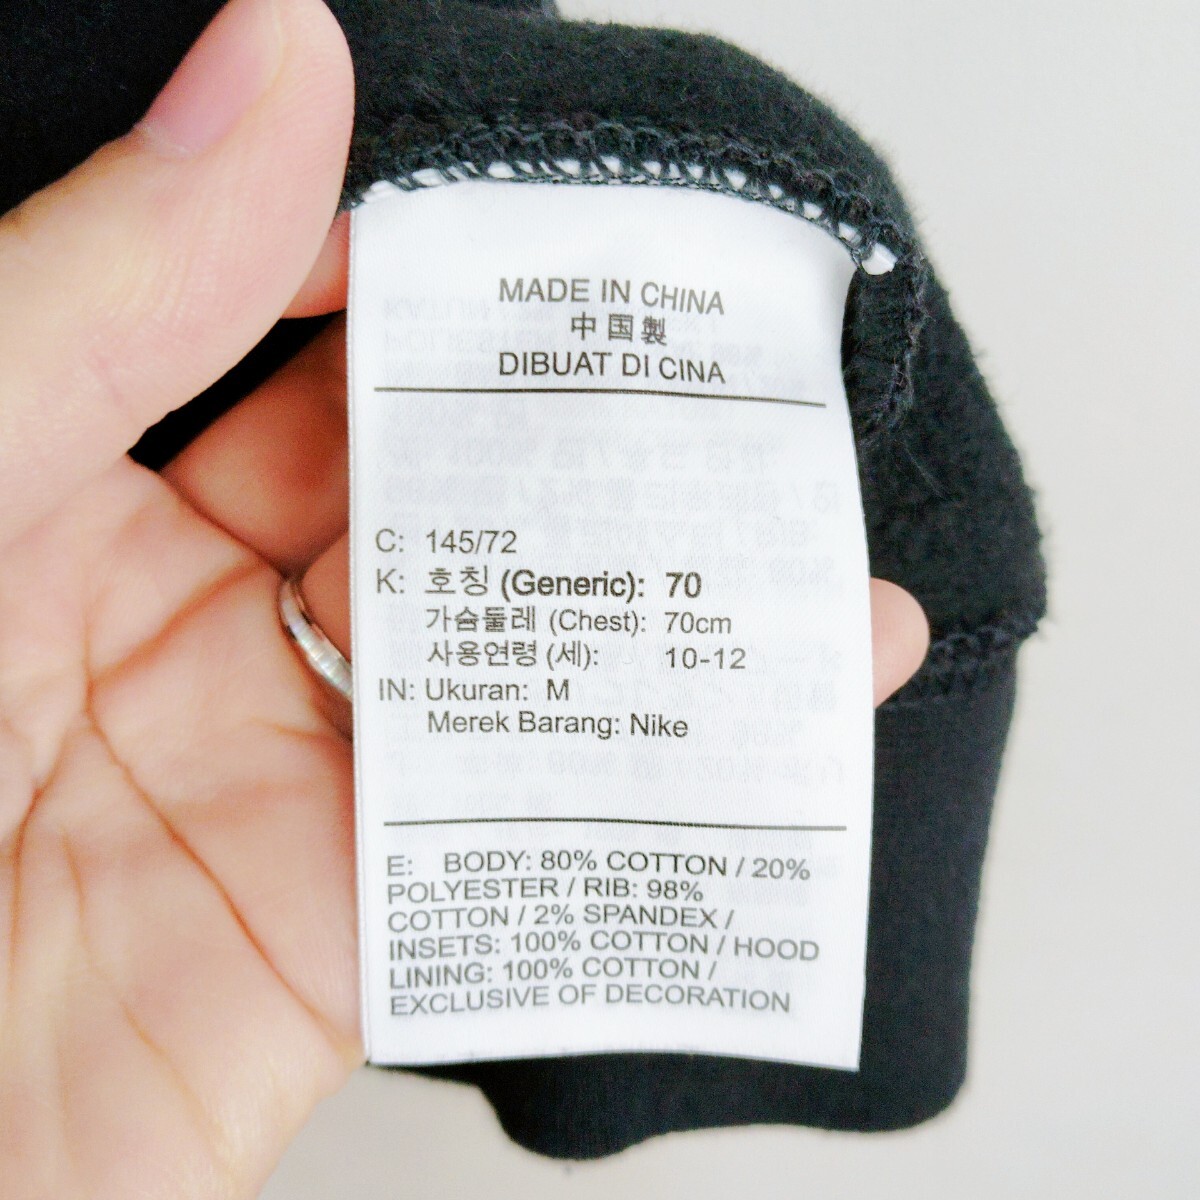 MADE IN CHINA
中国製
DIBUAT DI CINA
C: 145/72
K: 호칭 (Generic): 70
가슴둘레 (Chest): 70cm
사용연령 (세): 10-12
IN: Ukuran: M
Merek Barang: Nike
E: BODY: 80% COTTON / 20%
POLYESTER / RIB: 98%
COTTON / 2% SPANDEX /
INSETS: 100% COTTON / HOOD
LINING: 100% COTTON /
EXCLUSIVE OF DECORATION